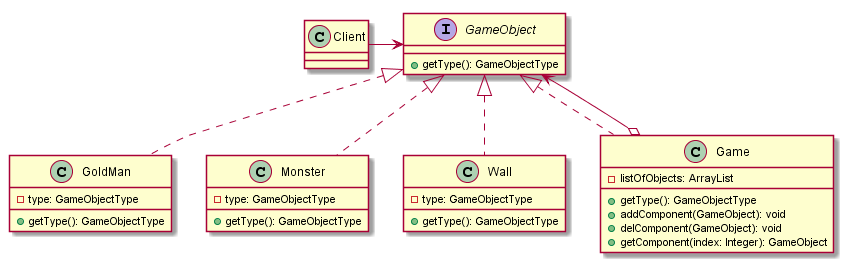 C Client
I GameObject
getType(): GameObjectType
C GoldMan
type: GameObjectType
getType(): GameObjectType
C Monster
type: GameObjectType
getType(): GameObjectType
C Wall
type: GameObjectType
getType(): GameObjectType
C Game
listOfObjects: ArrayList
getType(): GameObjectType
addComponent(GameObject): void
delComponent(GameObject): void
getComponent(index: Integer): GameObject